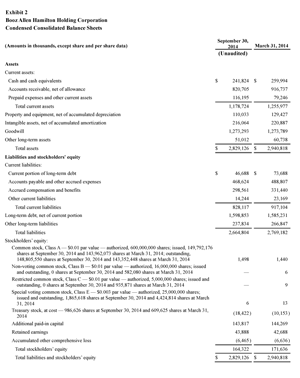 Exhibit 2
Booz Allen Hamilton Holding Corporation
Condensed Consolidated Balance Sheets
(Amounts in thousands, except share and per share data) September 30, 2014 March 31, 2014
(Unaudited)
Assets
Current assets:
Cash and cash equivalents $ 241,824 $ 259,994
Accounts receivable, net of allowance 820,705 916,737
Prepaid expenses and other current assets 116,195 79,246
Total current assets 1,178,724 1,255,977
Property and equipment, net of accumulated depreciation 110,033 129,427
Intangible assets, net of accumulated amortization 216,064 220,887
Goodwill 1,273,293 1,273,789
Other long-term assets 51,012 60,738
Total assets $ 2,829,126 $ 2,940,818
Liabilities and stockholders' equity
Current liabilities:
Current portion of long-term debt $ 46,688 $ 73,688
Accounts payable and other accrued expenses 468,624 488,807
Accrued compensation and benefits 298,561 331,440
Other current liabilities 14,244 23,169
Total current liabilities 828,117 917,104
Long-term debt, net of current portion 1,598,853 1,585,231
Other long-term liabilities 237,834 266,847
Total liabilities 2,664,804 2,769,182
Stockholders' equity:
Common stock, Class A — $0.01 par value — authorized, 600,000,000 shares; issued, 149,792,176
shares at September 30, 2014 and 143,962,073 shares at March 31, 2014; outstanding,
148,805,550 shares at September 30, 2014 and 143,352,448 shares at March 31, 2014 1,498 1,440
Non-voting common stock, Class B — $0.01 par value — authorized, 16,000,000 shares; issued
and outstanding, 0 shares at September 30, 2014 and 582,080 shares at March 31, 2014 — 6
Restricted common stock, Class C — $0.01 par value — authorized, 5,000,000 shares; issued and
outstanding, 0 shares at September 30, 2014 and 935,871 shares at March 31, 2014 — 9
Special voting common stock, Class E — $0.003 par value — authorized, 25,000,000 shares;
issued and outstanding, 1,865,618 shares at September 30, 2014 and 4,424,814 shares at March
31, 2014 6 13
Treasury stock, at cost — 986,626 shares at September 30, 2014 and 609,625 shares at March 31,
2014 (18,422) (10,153)
Additional paid-in capital 143,817 144,269
Retained earnings 43,888 42,688
Accumulated other comprehensive loss (6,465) (6,636)
Total stockholders' equity 164,322 171,636
Total liabilities and stockholders' equity $ 2,829,126 $ 2,940,818